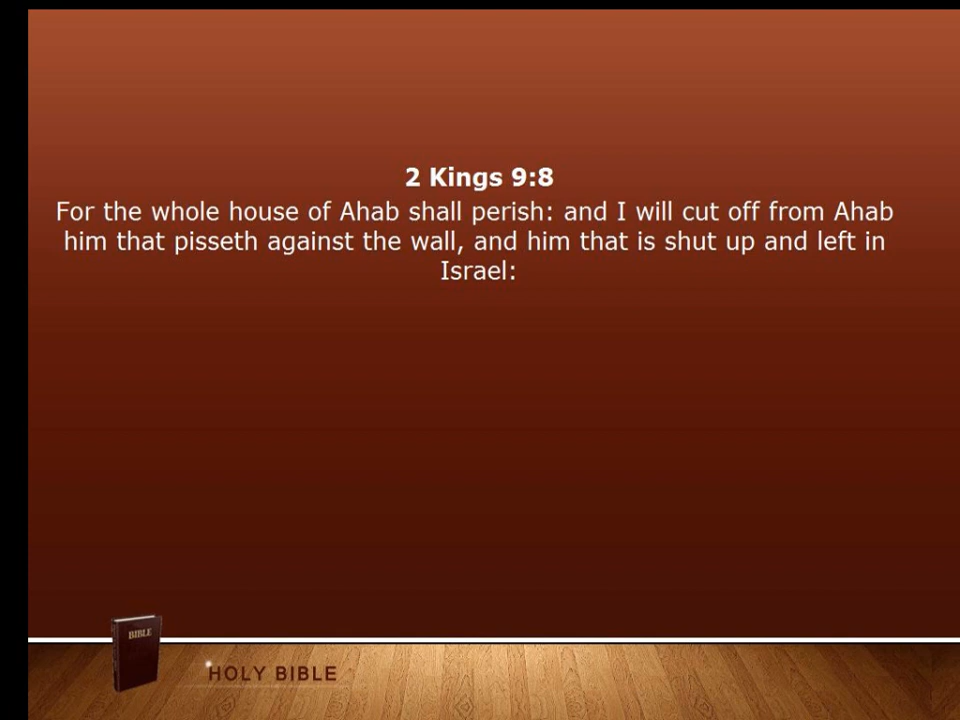 2 Kings 9:8
For the whole house of Ahab shall perish: and I will cut off from Ahab
him that pisseth against the wall, and him that is shut up and left in
Israel:
BIBLE
HOLY BIBLE